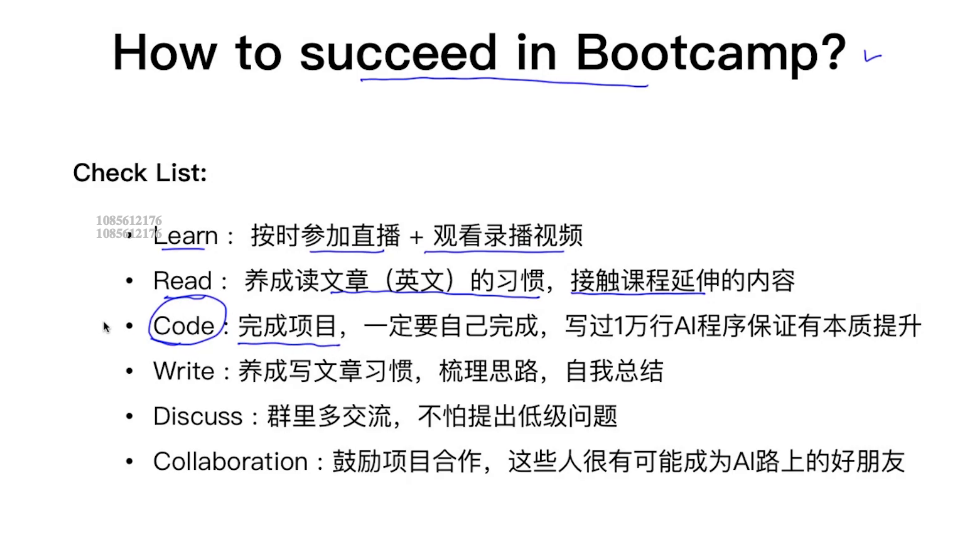 How to succeed in Bootcamp?
Check List:
1085612176
1085612176
• Learn： 按时参加直播 + 观看录播视频
• Read： 养成读文章（英文）的习惯，接触课程延伸的内容
• Code : 完成项目，一定要自己完成，写过1万行AI程序保证有本质提升
• Write : 养成写文章习惯，梳理思路，自我总结
• Discuss : 群里多交流，不怕提出低级问题
• Collaboration : 鼓励项目合作，这些人很有可能成为AI路上的好朋友